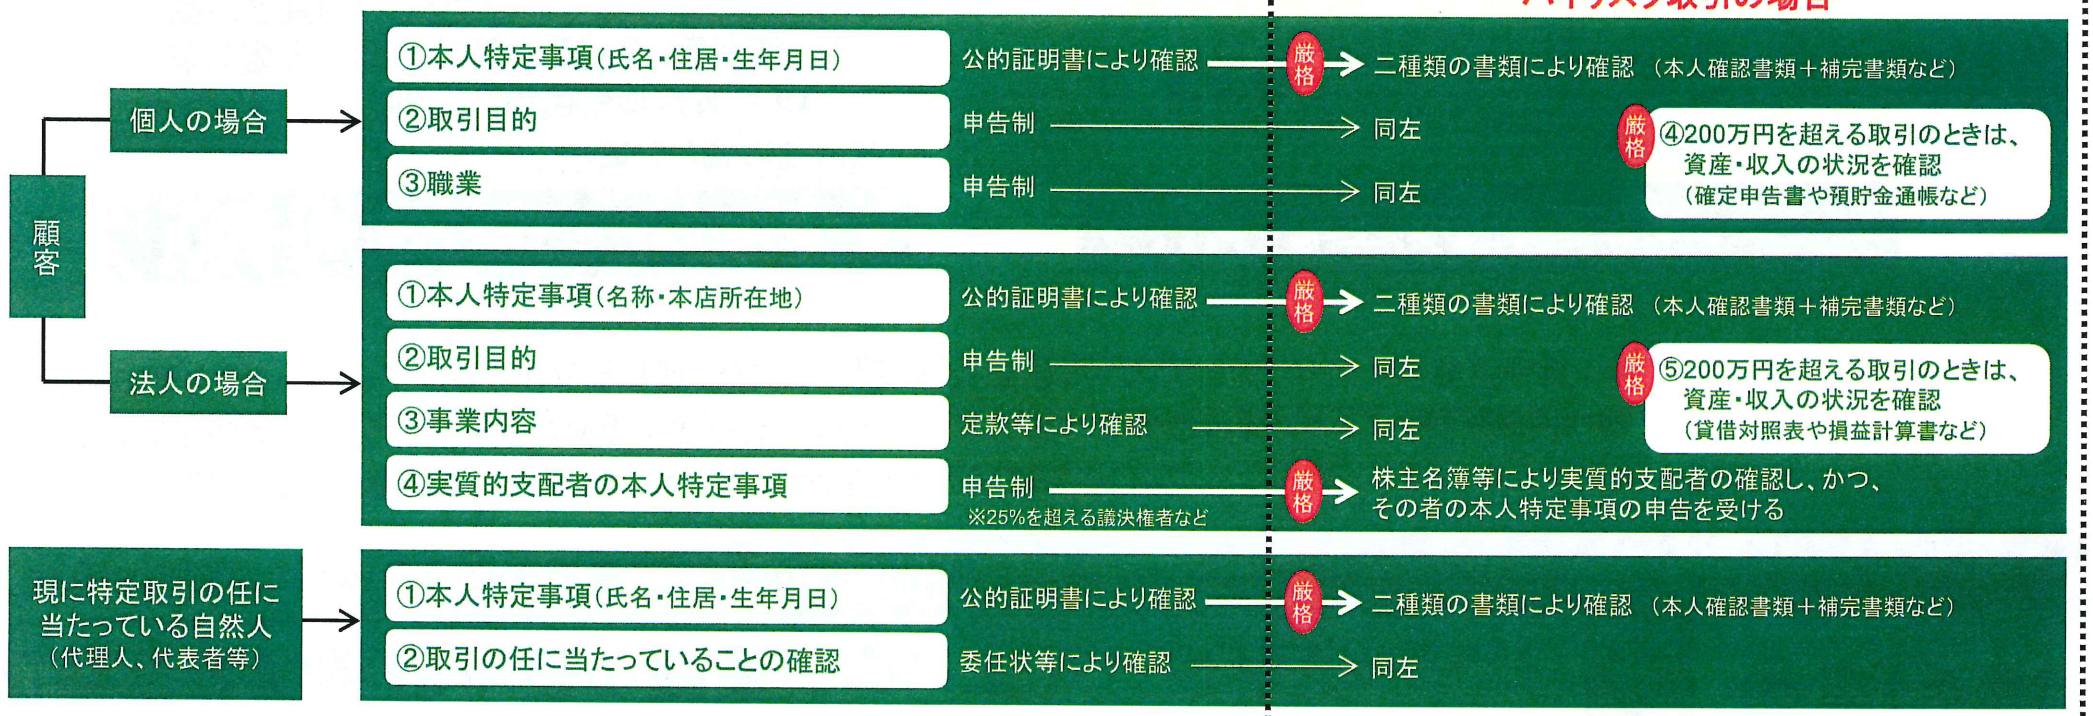 ハイリスク取引の場合
顧客
個人の場合
①本人特定事項(氏名・住居・生年月日)
公的証明書により確認
厳格
二種類の書類により確認 (本人確認書類+補完書類など)
②取引目的
申告制
同左
③職業
申告制
同左
厳格
④200万円を超える取引のときは、
資産・収入の状況を確認
(確定申告書や預貯金通帳など)
法人の場合
①本人特定事項(名称・本店所在地)
公的証明書により確認
厳格
二種類の書類により確認 (本人確認書類+補完書類など)
②取引目的
申告制
同左
③事業内容
定款等により確認
同左
厳格
⑤200万円を超える取引のときは、
資産・収入の状況を確認
(貸借対照表や損益計算書など)
④実質的支配者の本人特定事項
申告制
※25%を超える議決権者など
厳格
株主名簿等により実質的支配者の確認し、かつ、
その者の本人特定事項の申告を受ける
現に特定取引の任に
当たっている自然人
(代理人、代表者等)
①本人特定事項(氏名・住居・生年月日)
公的証明書により確認
厳格
二種類の書類により確認 (本人確認書類+補完書類など)
②取引の任に当たっていることの確認
委任状等により確認
同左